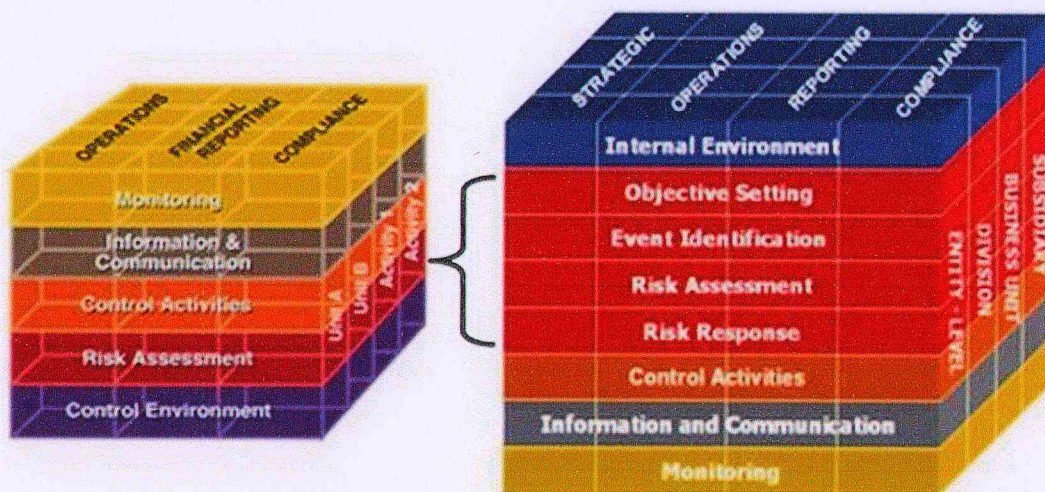 OPERATIONS
FINANCIAL
REPORTING
COMPLIANCE
Monitoring
Information &
Communication
Control Activities
Risk Assessment
Control Environment
UNIT A
UNIT B
Activity 1
Activity 2
STRATEGIC
OPERATIONS
REPORTING
COMPLIANCE
Internal Environment
Objective Setting
Event Identification
Risk Assessment
Risk Response
Control Activities
Information and Communication
Monitoring
ENTITY - LEVEL
DIVISION
BUSINESS UNIT
SUBSIDIARY